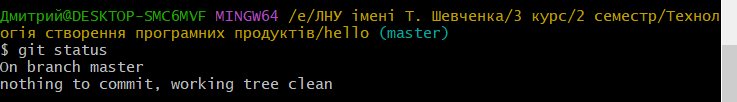 Дмитрий@DESKTOP-SMC6MVF MINGW64 /e/ЛНУ імені Т. Шевченка/3 курс/2 семестр/Технол
огія створення програмних продуктів/hello (master)
$ git status
On branch master
nothing to commit, working tree clean